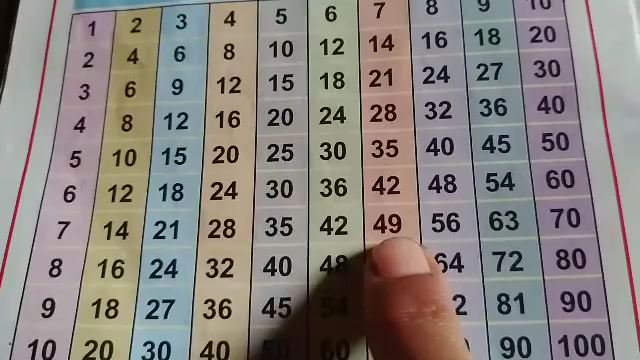 1 2 3 4 5 6 7 8 9 10
2 4 6 8 10 12 14 16 18 20
3 6 9 12 15 18 21 24 27 30
4 8 12 16 20 24 28 32 36 40
5 10 15 20 25 30 35 40 45 50
6 12 18 24 30 36 42 48 54 60
7 14 21 28 35 42 49 56 63 70
8 16 24 32 40 48 64 72 80
9 18 27 36 45 54 2 81 90
10 20 30 40 50 60 90 100